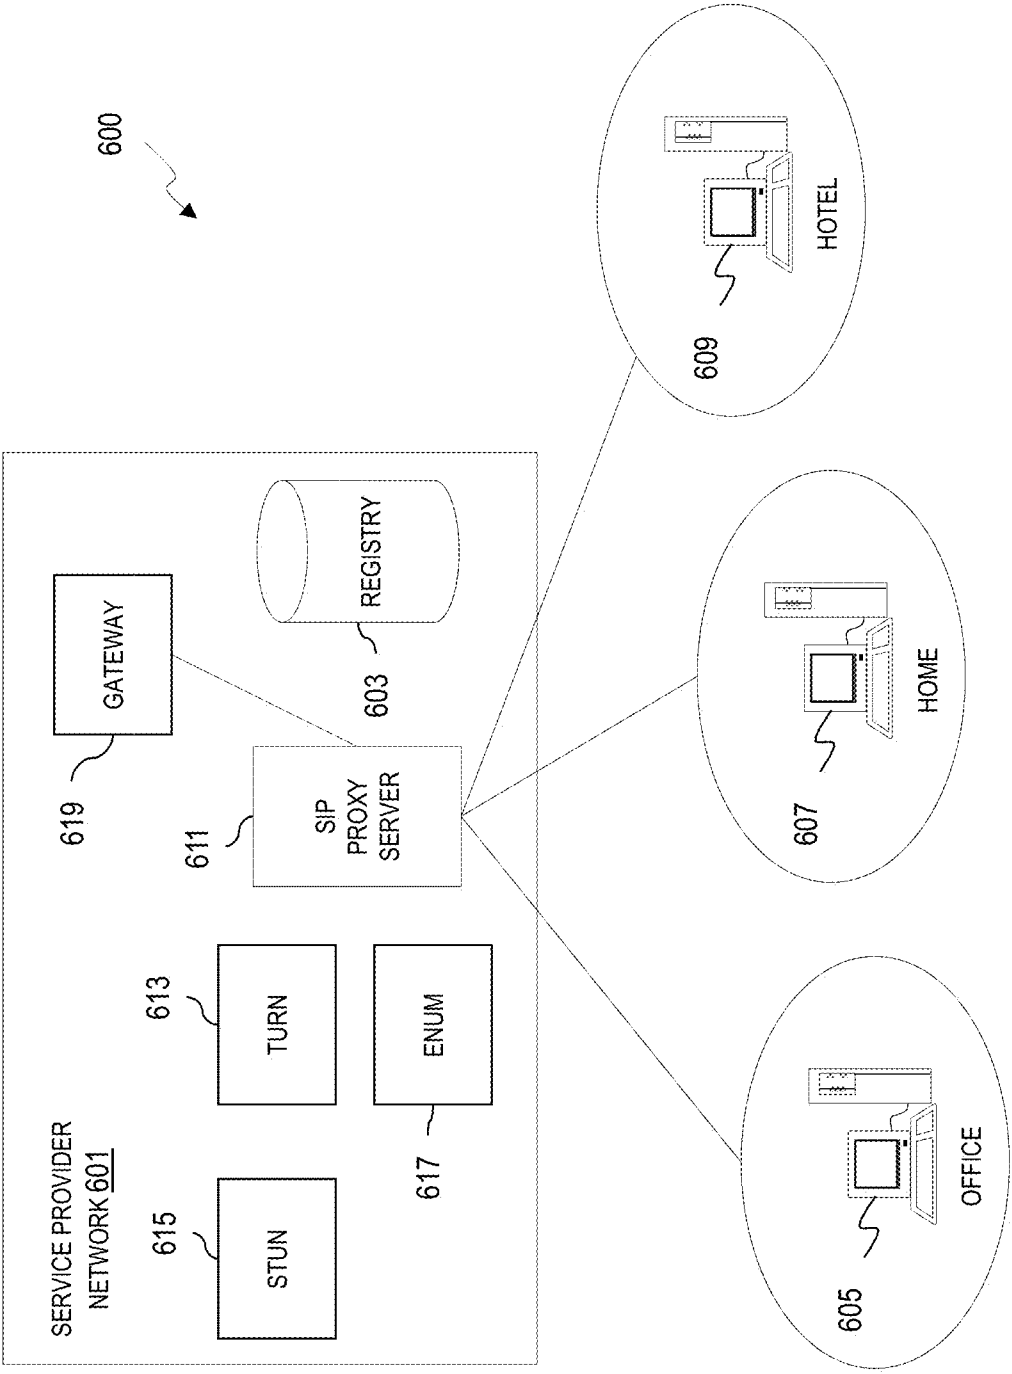 600
SERVICE PROVIDER
NETWORK 601
615
STUN
613
TURN
617
ENUM
611
SIP
PROXY
SERVER
619
GATEWAY
603
REGISTRY
605
OFFICE
607
HOME
609
HOTEL